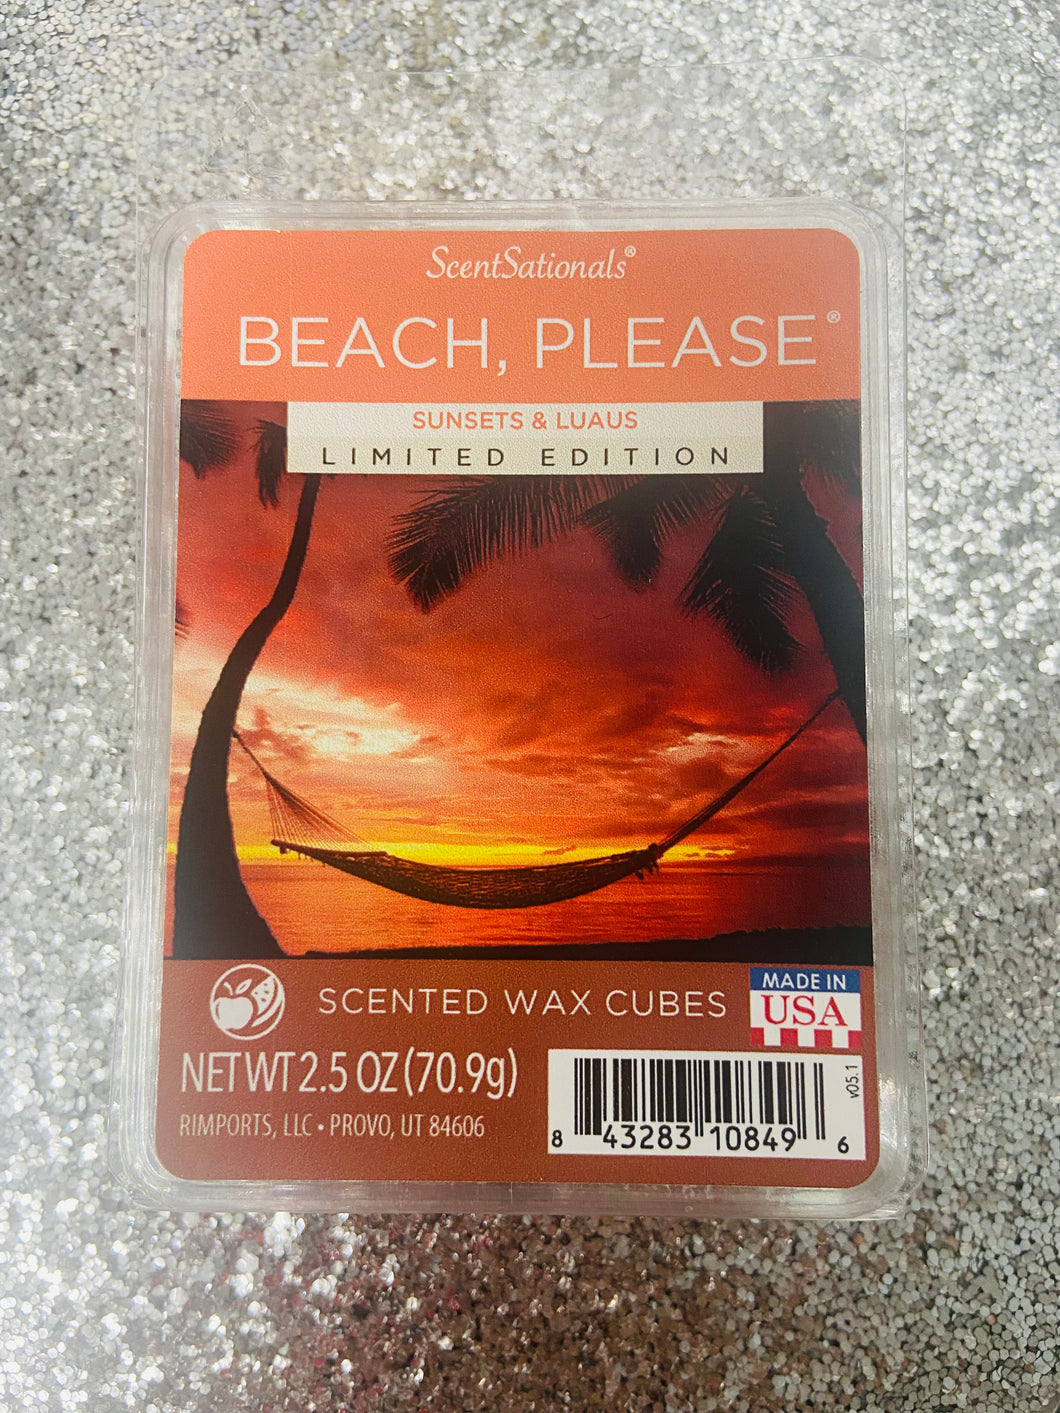 ScentSationals®
BEACH, PLEASE®
SUNSETS & LUAUS
LIMITED EDITION
SCENTED WAX CUBES
MADE IN
USA
NET WT 2.5 OZ (70.9g)
RIMPORTS, LLC • PROVO, UT 84606
v05.1
8 43283 10849 6